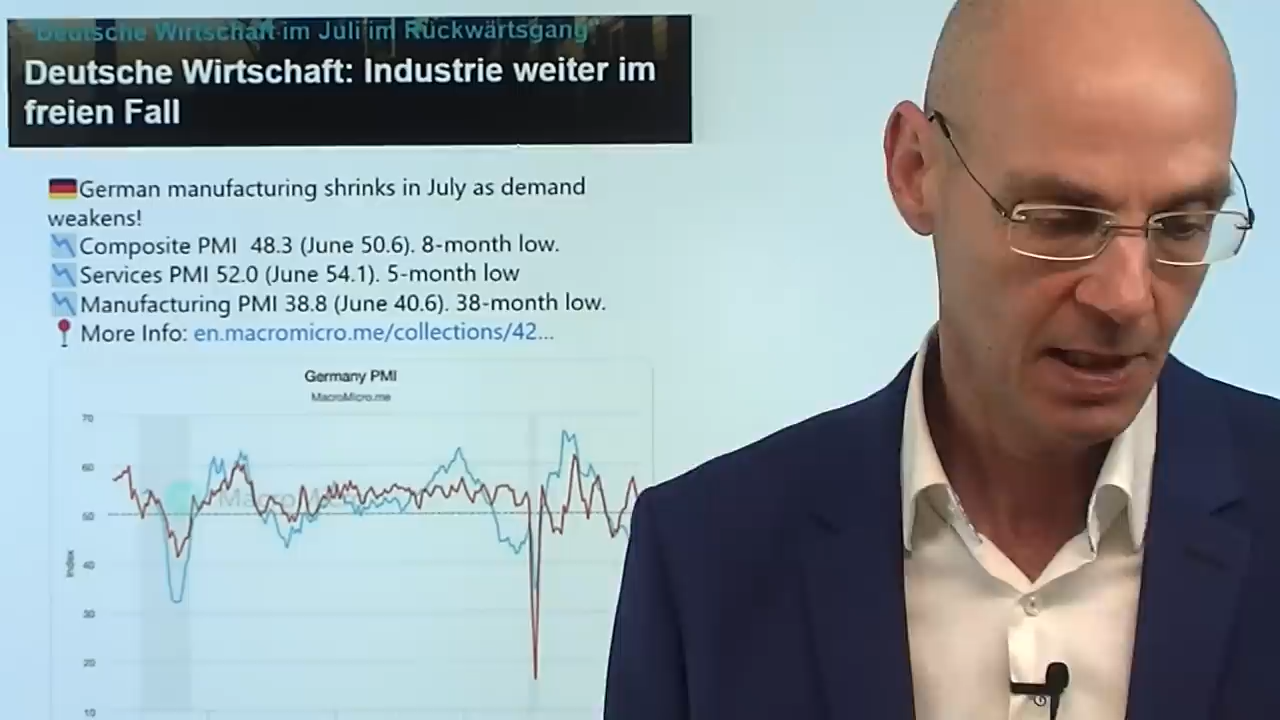 "Deutsche Wirtschaft im Juli im Rückwärtsgang"
Deutsche Wirtschaft: Industrie weiter im
freien Fall
German manufacturing shrinks in July as demand
weakens!
Composite PMI 48.3 (June 50.6). 8-month low.
Services PMI 52.0 (June 54.1). 5-month low
Manufacturing PMI 38.8 (June 40.6). 38-month low.
More Info: en.macromicro.me/collections/42...
Germany PMI
MacroMicro.me
70
60
50
40
30
20
10
Index